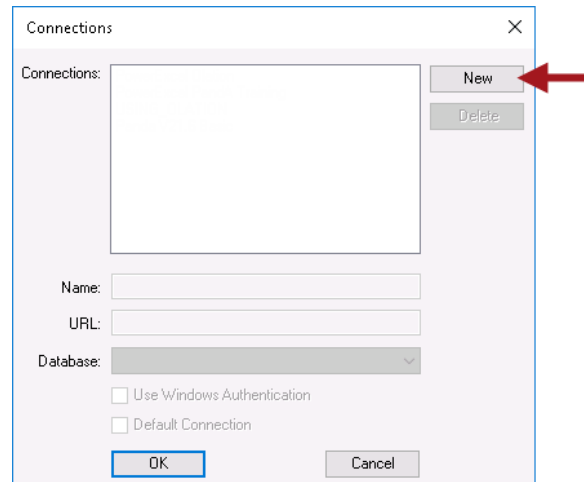 Connections
Connections:
New
Delete
Name:
URL:
Database:
Use Windows Authentication
Default Connection
OK
Cancel